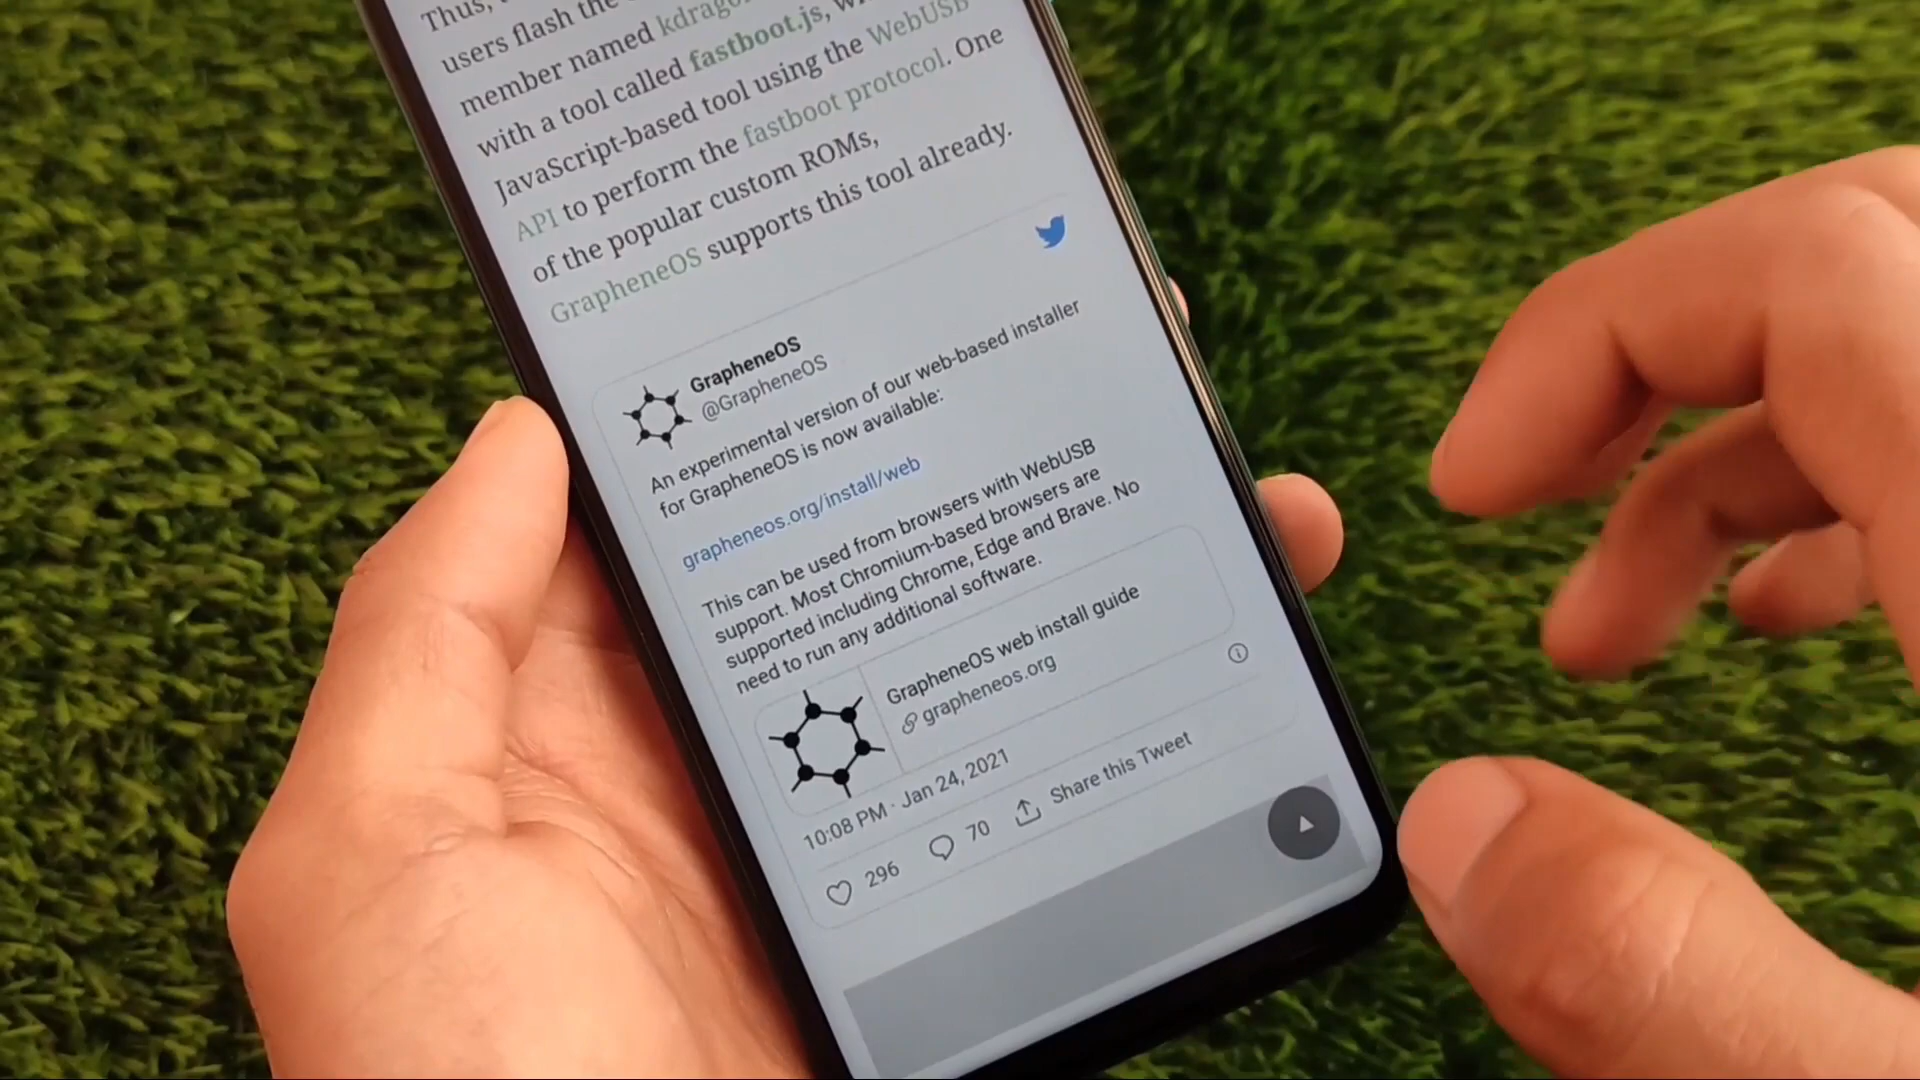 Thus,
users flash the
member named
with a tool called fastboot.js,
JavaScript-based tool using the WebUSB
API to perform the fastboot protocol. One
of the popular custom ROMs,
GrapheneOS supports this tool already.
GrapheneOS
@GrapheneOS
An experimental version of our web-based installer
for GrapheneOS is now available:
grapheneos.org/install/web
This can be used from browsers with WebUSB
support. Most Chromium-based browsers are
supported including Chrome, Edge and Brave. No
need to run any additional software.
GrapheneOS web install guide
grapheneos.org
10:08 PM · Jan 24, 2021
296 70 Share this Tweet